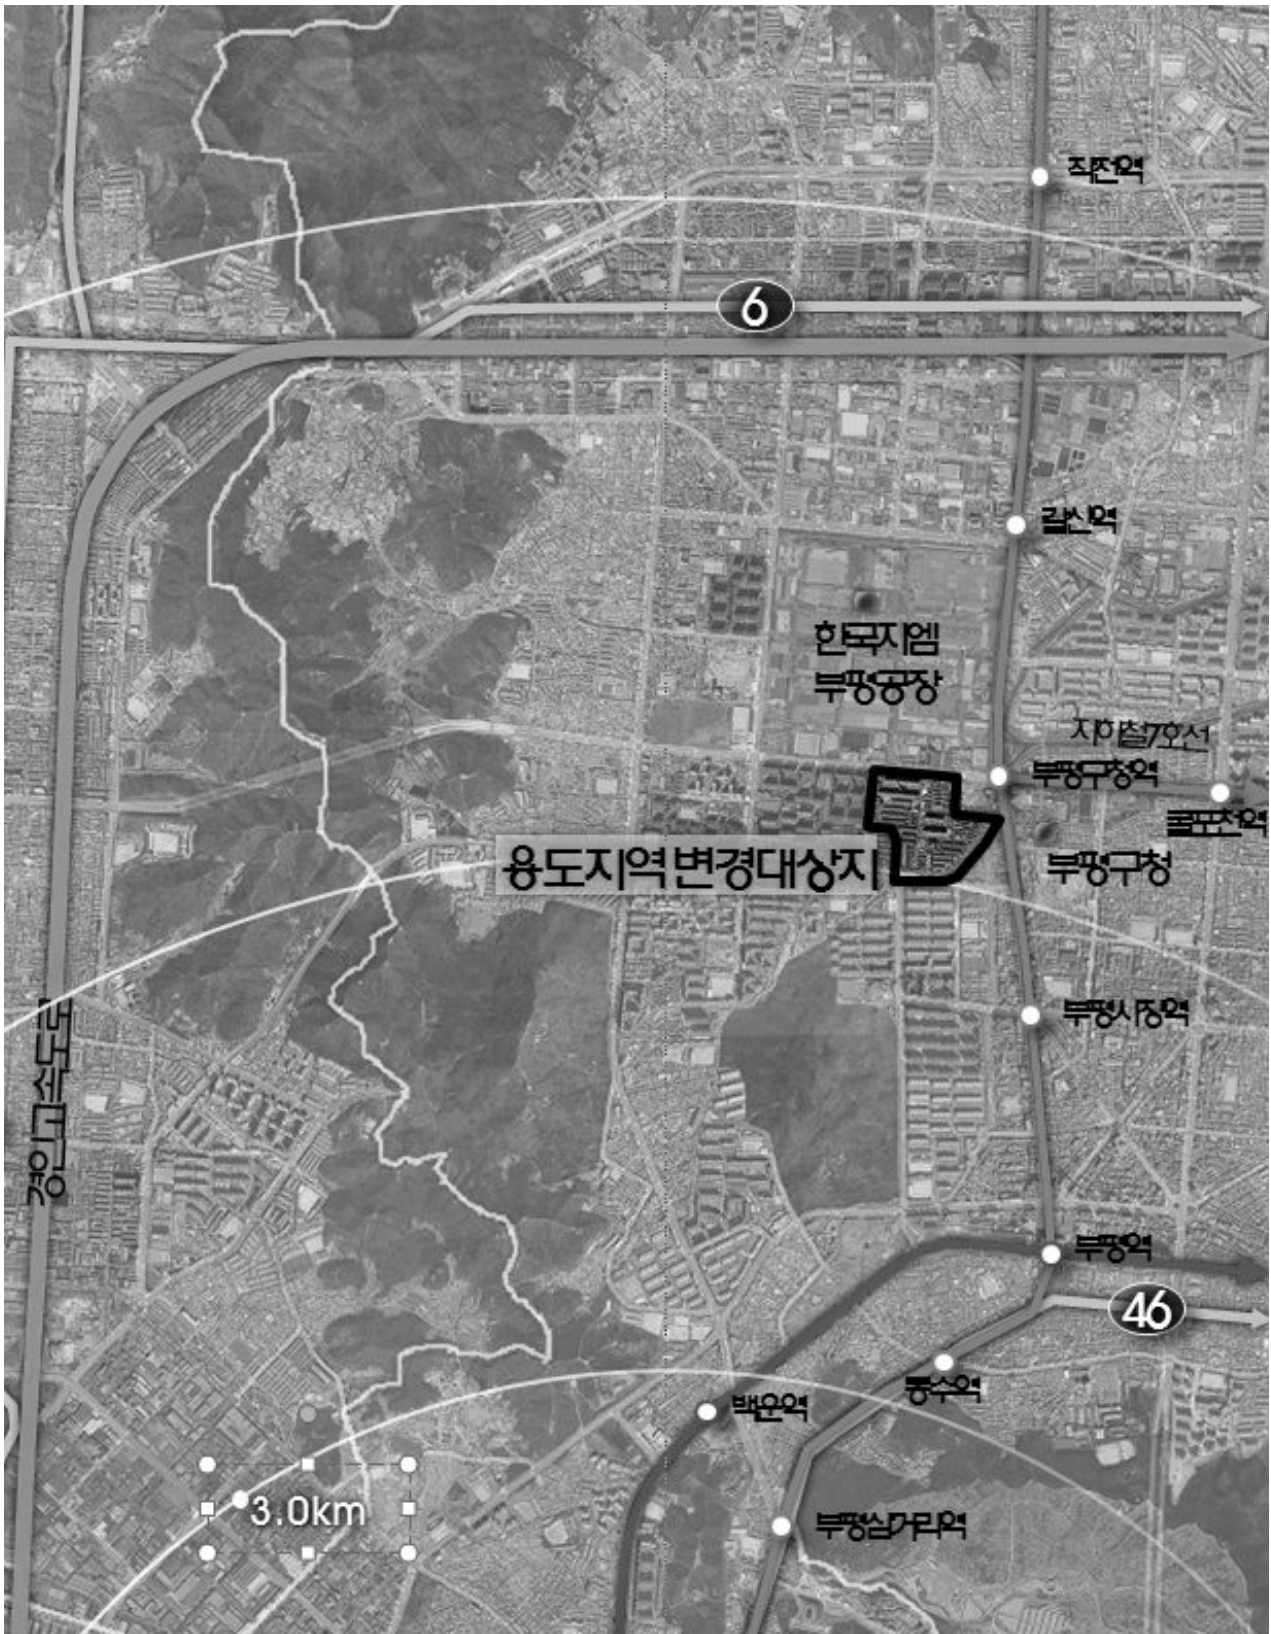 작전역
6
갈산역
한국지엠
부평공장
지하철7호선
부평구청역
굴포천역
용도지역 변경대상지
부평구청
부평시장역
경인고속도로
부평역
46
동수역
백운역
3.0km
부평삼거리역